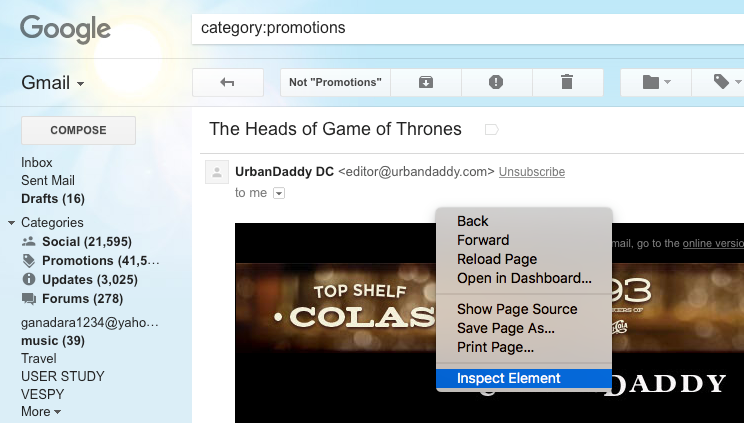 Google
category:promotions
Gmail
Not "Promotions"
COMPOSE
The Heads of Game of Thrones
Inbox
Sent Mail
Drafts (16)
Categories
Social (21,595)
Promotions (41,5…
Updates (3,025)
Forums (278)
ganadara1234@yaho…
music (39)
Travel
USER STUDY
VESPY
More
UrbanDaddy DC <editor@urbandaddy.com> Unsubscribe
to me
Back
Forward
Reload Page
Open in Dashboard...
Show Page Source
Save Page As...
Print Page...
Inspect Element
mail, go to the online versio
TOP SHELF
COLAS
93
COLA
DADDY